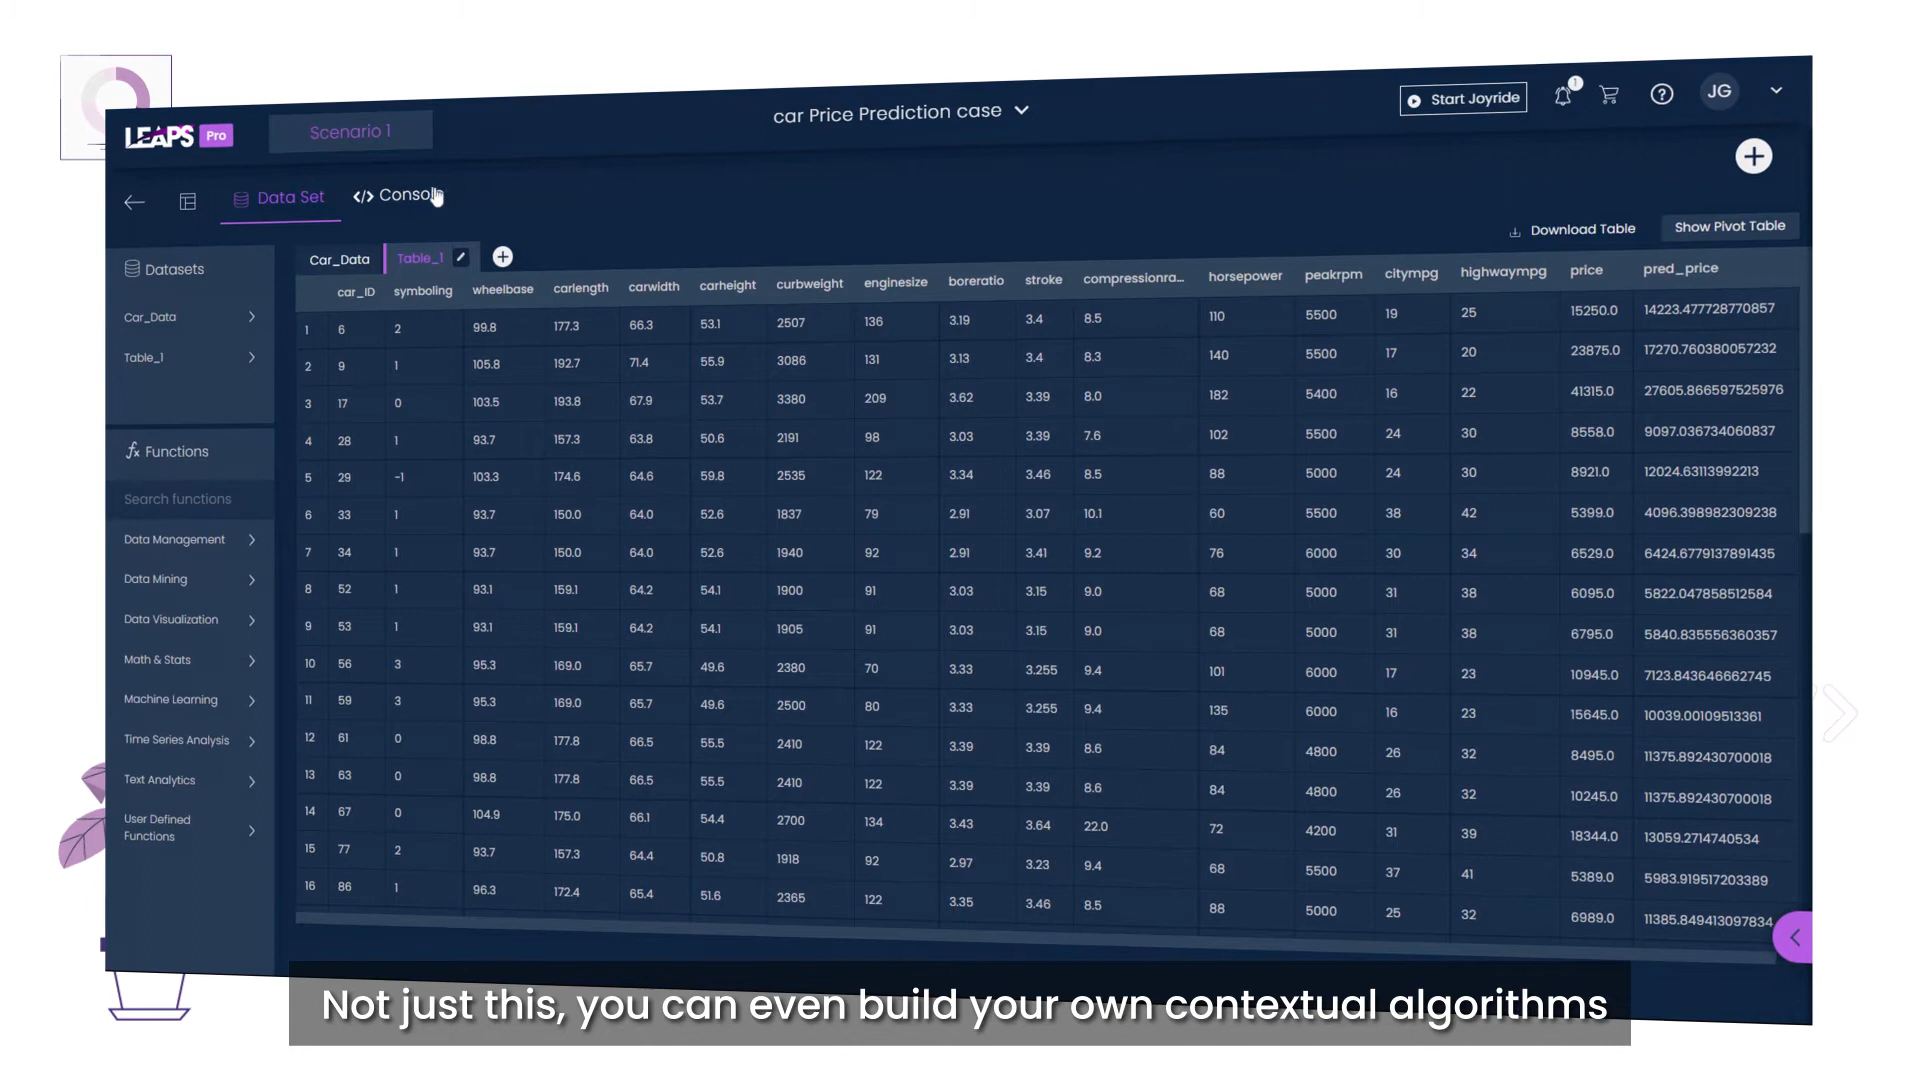 LEAPS Pro
Scenario 1
car Price Prediction case
Start Joyride
1
JG
Data Set
</> Console
Download Table
Show Pivot Table
Datasets
Car_Data
Table_1
fx Functions
Search functions
Data Management
Data Mining
Data Visualization
Math & Stats
Machine Learning
Time Series Analysis
Text Analytics
User Defined
Functions
Car_Data Table_1
car_ID symboling wheelbase carlength carwidth carheight curbweight enginesize boreratio stroke compressionra... horsepower peakrpm citympg highwaympg price pred_price
1 6 2 99.8 177.3 66.3 53.1 2507 136 3.19 3.4 8.5 110 5500 19 25 15250.0 14223.477728770857
2 9 1 105.8 192.7 71.4 55.9 3086 131 3.13 3.4 8.3 140 5500 17 20 23875.0 17270.760380057232
3 17 0 103.5 193.8 67.9 53.7 3380 209 3.62 3.39 8.0 182 5400 16 22 41315.0 27605.866597525976
4 28 1 93.7 157.3 63.8 50.6 2191 98 3.03 3.39 7.6 102 5500 24 30 8558.0 9097.036734060837
5 29 -1 103.3 174.6 64.6 59.8 2535 122 3.34 3.46 8.5 88 5000 24 30 8921.0 12024.63113992213
6 33 1 93.7 150.0 64.0 52.6 1837 79 2.91 3.07 10.1 60 5500 38 42 5399.0 4096.398982309238
7 34 1 93.7 150.0 64.0 52.6 1940 92 2.91 3.41 9.2 76 6000 30 34 6529.0 6424.6779137891435
8 52 1 93.1 159.1 64.2 54.1 1900 91 3.03 3.15 9.0 68 5000 31 38 6095.0 5822.047858512584
9 53 1 93.1 159.1 64.2 54.1 1905 91 3.03 3.15 9.0 68 5000 31 38 6795.0 5840.835556360357
10 56 3 95.3 169.0 65.7 49.6 2380 70 3.33 3.255 9.4 101 6000 17 23 10945.0 7123.843646662745
11 59 3 95.3 169.0 65.7 49.6 2500 80 3.33 3.255 9.4 135 6000 16 23 15645.0 10039.00109513361
12 61 0 98.8 177.8 66.5 55.5 2410 122 3.39 3.39 8.6 84 4800 26 32 8495.0 11375.892430700018
13 63 0 98.8 177.8 66.5 55.5 2410 122 3.39 3.39 8.6 84 4800 26 32 10245.0 11375.892430700018
14 67 0 104.9 175.0 66.1 54.4 2700 134 3.43 3.64 22.0 72 4200 31 39 18344.0 13059.2714740534
15 77 2 93.7 157.3 64.4 50.8 1918 92 2.97 3.23 9.4 68 5500 37 41 5389.0 5983.919517203389
16 86 1 96.3 172.4 65.4 51.6 2365 122 3.35 3.46 8.5 88 5000 25 32 6989.0 11385.849413097834
Not just this, you can even build your own contextual algorithms